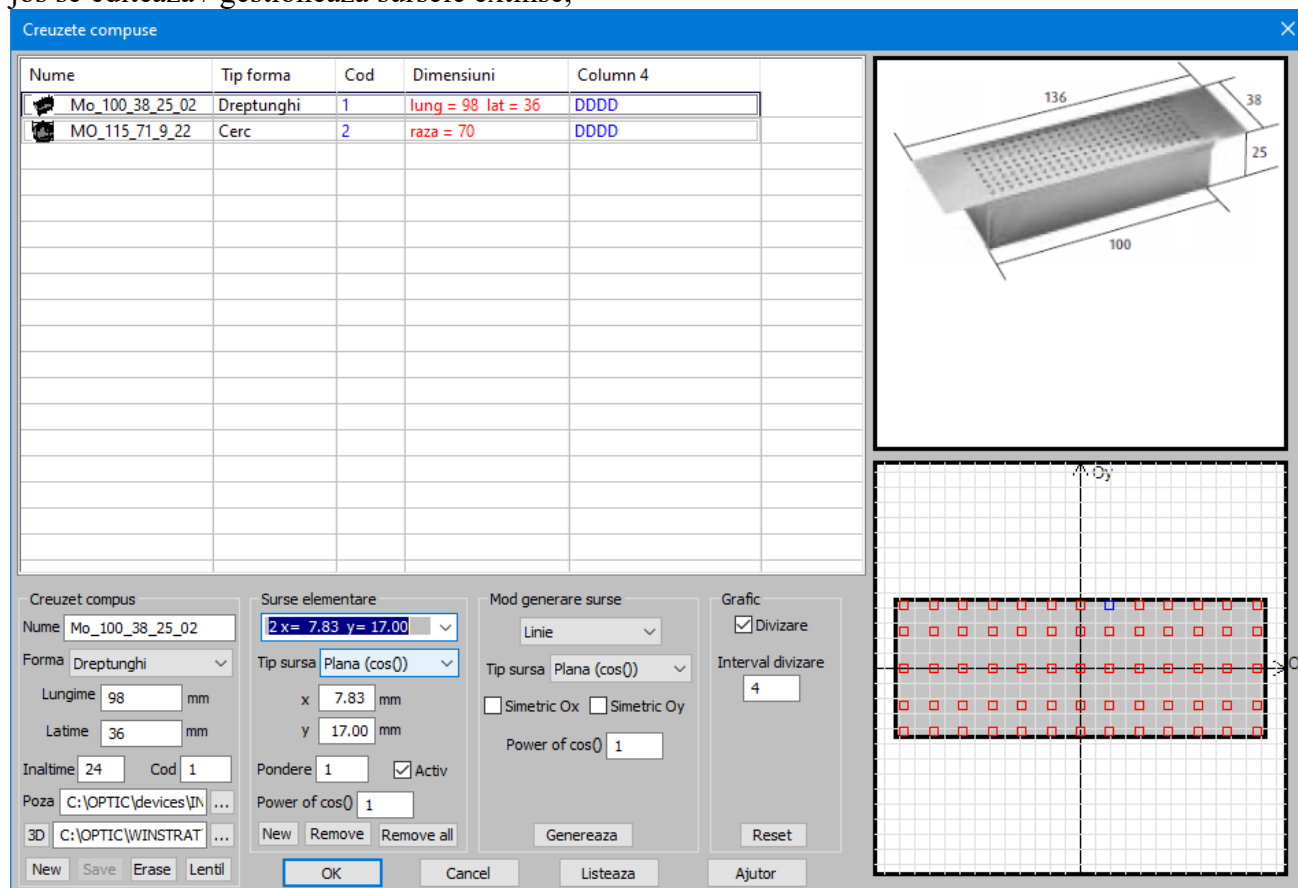 jos se editeaza / gestioneaza sursele extinse,
Creuzete compuse
Nume Tip forma Cod Dimensiuni Column 4
Mo_100_38_25_02 Dreptunghi 1 lung = 98 lat = 36 DDDD
MO_115_71_9_22 Cerc 2 raza = 70 DDDD
136
38
25
100
Oy
Creuzet compus
Nume Mo_100_38_25_02
Forma Dreptunghi
Lungime 98 mm
Latime 36 mm
Inaltime 24 Cod 1
Poza C:\OPTIC\devices\IN ...
3D C:\OPTIC\WINSTRAT ...
New Save Erase Lentil
Surse elementare
2 x= 7.83 y= 17.00
Tip sursa Plana (cos())
x 7.83 mm
y 17.00 mm
Pondere 1 Activ
Power of cos() 1
New Remove Remove all
Mod generare surse
Linie
Tip sursa Plana (cos())
Simetric Ox Simetric Oy
Power of cos() 1
Genereaza
Grafic
Divizare
Interval divizare
4
Reset
OK Cancel Listeaza Ajutor